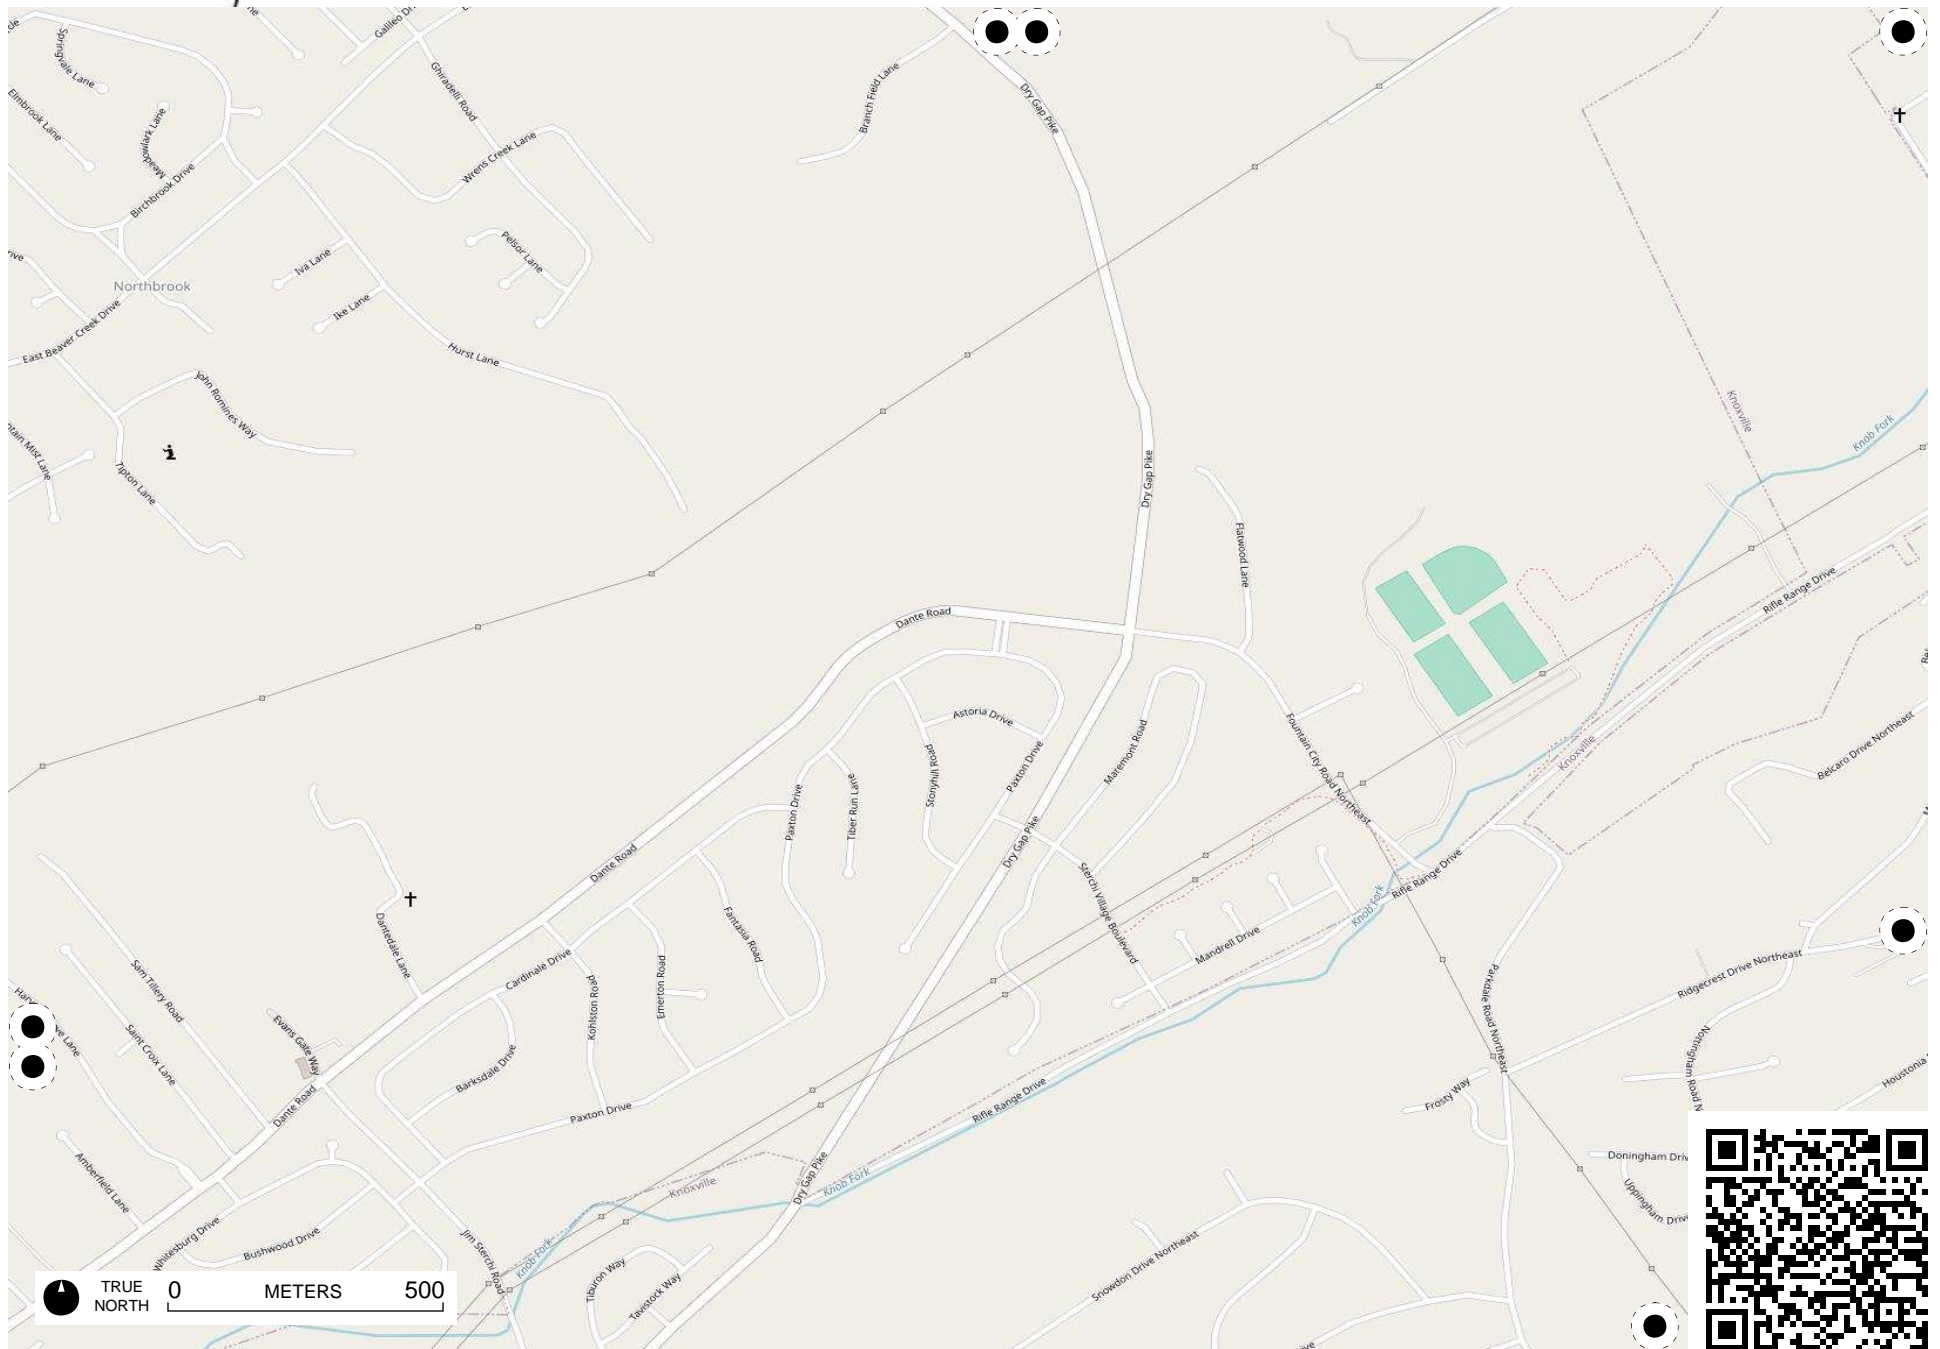 Galileo Dr
Springvale Lane
Ghiradelli Road
Branch Field Lane
Dry Gap Pike
Elmbrook Lane
Meadowlark Lane
Wrens Creek Lane
Birchbrook Drive
Pelsor Lane
Iva Lane
Northbrook
Ike Lane
East Beaver Creek Drive
Hurst Lane
John Romines Way
Knoxville
Knob Fork
ntain Mist Lane
Tipton Lane
Dry Gap Pike
Flatwood Lane
Rifle Range Drive
Dante Road
Astoria Drive
Fountain City Road Northeast
Knoxville
Belcaro Drive Northeast
Maremont Road
Stonyhill Road
Paxton Drive
Paxton Drive
Tiber Run Lane
Dry Gap Pike
Dante Road
Rifle Range Drive
Knob Fork
Sterchi Village Boulevard
Mandrell Drive
Fantasia Road
Dantedale Lane
Cardinale Drive
Emerton Road
Kohlston Road
Sam Tillery Road
Parkdale Road Northeast
Ridgecrest Drive Northeast
Saint Croix Lane
Evans Gate Way
Barksdale Drive
Nottingham Road N
Houstonia
Frosty Way
Rifle Range Drive
Dante Road
Paxton Drive
Amberfield Lane
Doningham Driv
Uppingham Driv
Dry Gap Pike
Knob Fork
Knoxville
Whitesburg Drive
Bushwood Drive
Jim Sterchi Road
Knob Fork
Snowdon Drive Northeast
Tiburon Way
Tavistock Way
TRUE NORTH
0 METERS 500